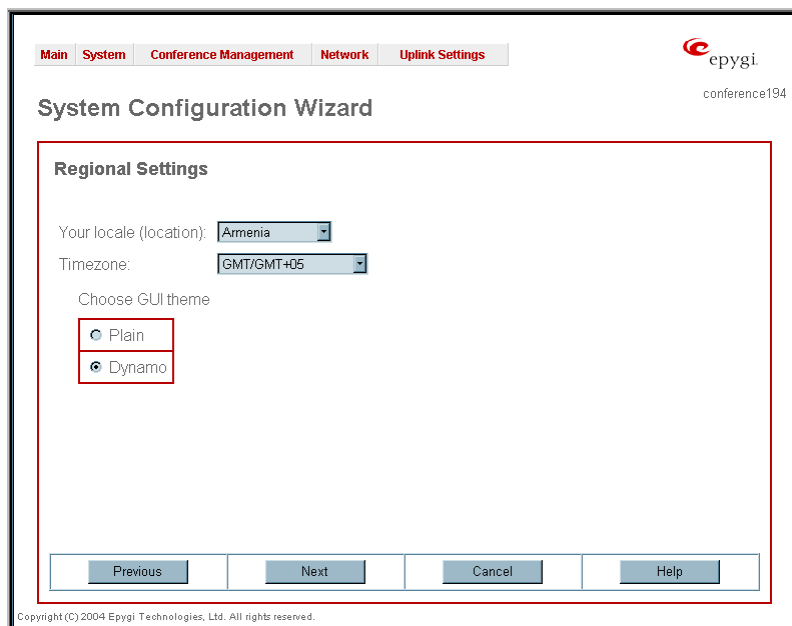 Main System Conference Management Network Uplink Settings
epygi
conference194
System Configuration Wizard
Regional Settings
Your locale (location): Armenia
Timezone: GMT/GMT+05
Choose GUI theme
Plain
Dynamo
Previous Next Cancel Help
Copyright (C) 2004 Epygi Technologies, Ltd. All rights reserved.